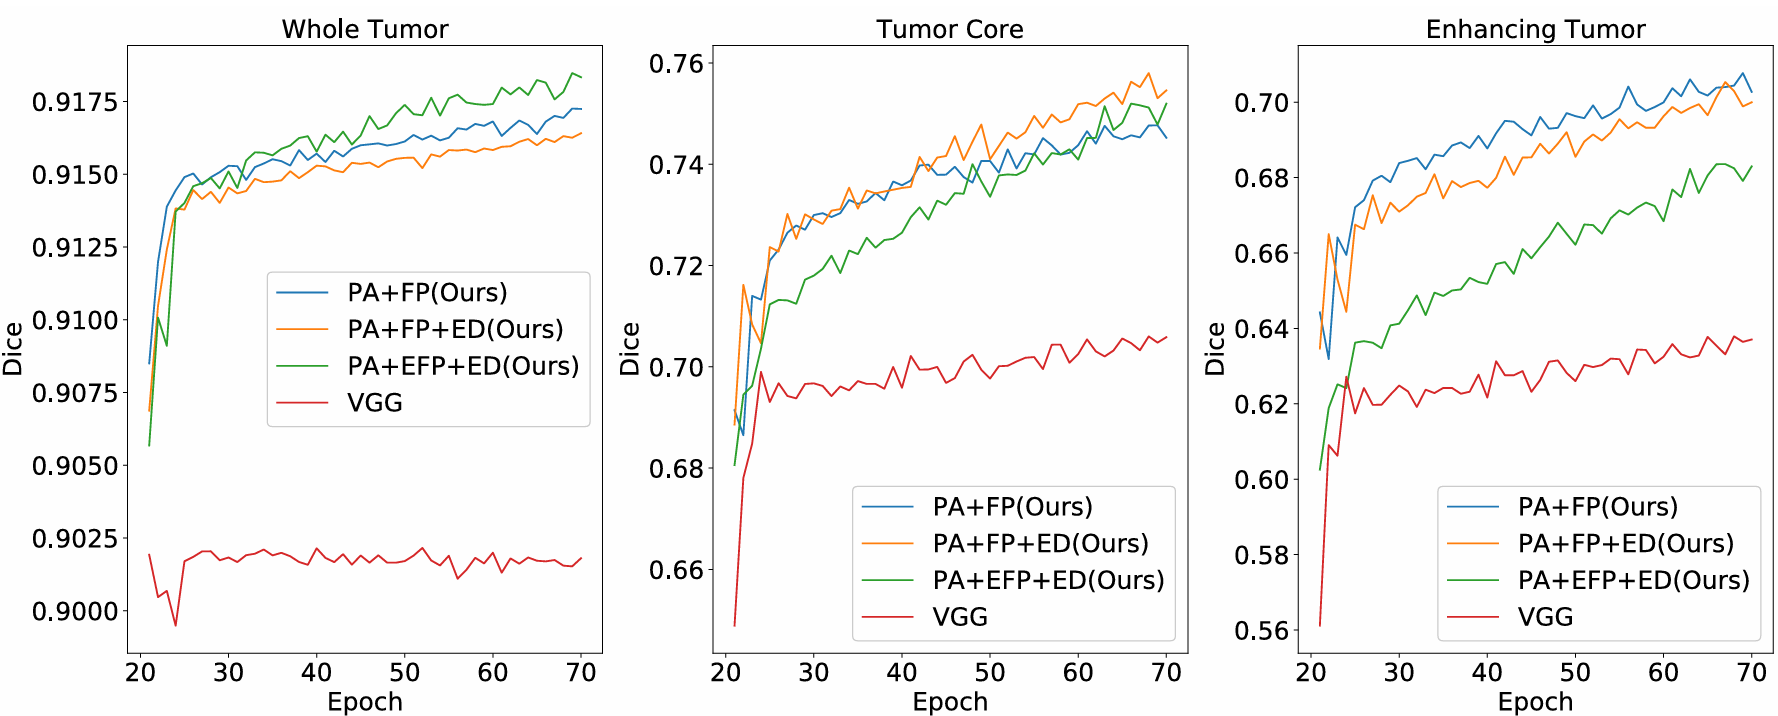 Whole Tumor
Dice
0.9175
0.9150
0.9125
0.9100
0.9075
0.9050
0.9025
0.9000
PA+FP(Ours)
PA+FP+ED(Ours)
PA+EFP+ED(Ours)
VGG
20 30 40 50 60 70
Epoch
Tumor Core
Dice
0.76
0.74
0.72
0.70
0.68
0.66
PA+FP(Ours)
PA+FP+ED(Ours)
PA+EFP+ED(Ours)
VGG
20 30 40 50 60 70
Epoch
Enhancing Tumor
Dice
0.70
0.68
0.66
0.64
0.62
0.60
0.58
0.56
PA+FP(Ours)
PA+FP+ED(Ours)
PA+EFP+ED(Ours)
VGG
20 30 40 50 60 70
Epoch